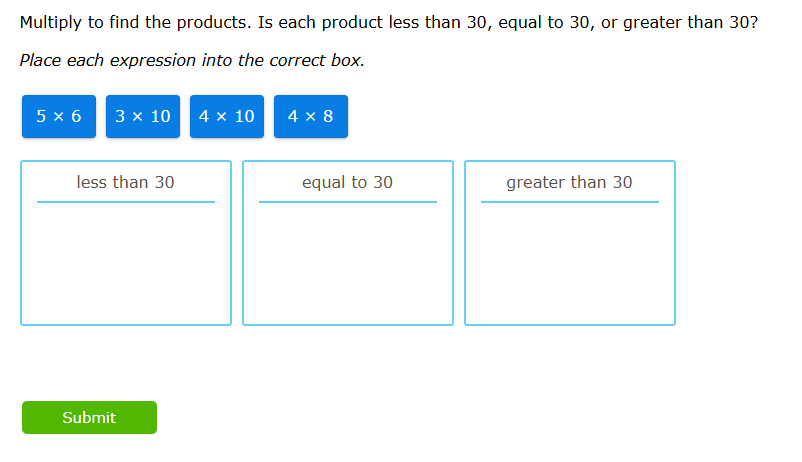 Multiply to find the products. Is each product less than 30, equal to 30, or greater than 30?
Place each expression into the correct box.
5 × 6 3 × 10 4 × 10 4 × 8
less than 30 equal to 30 greater than 30
Submit